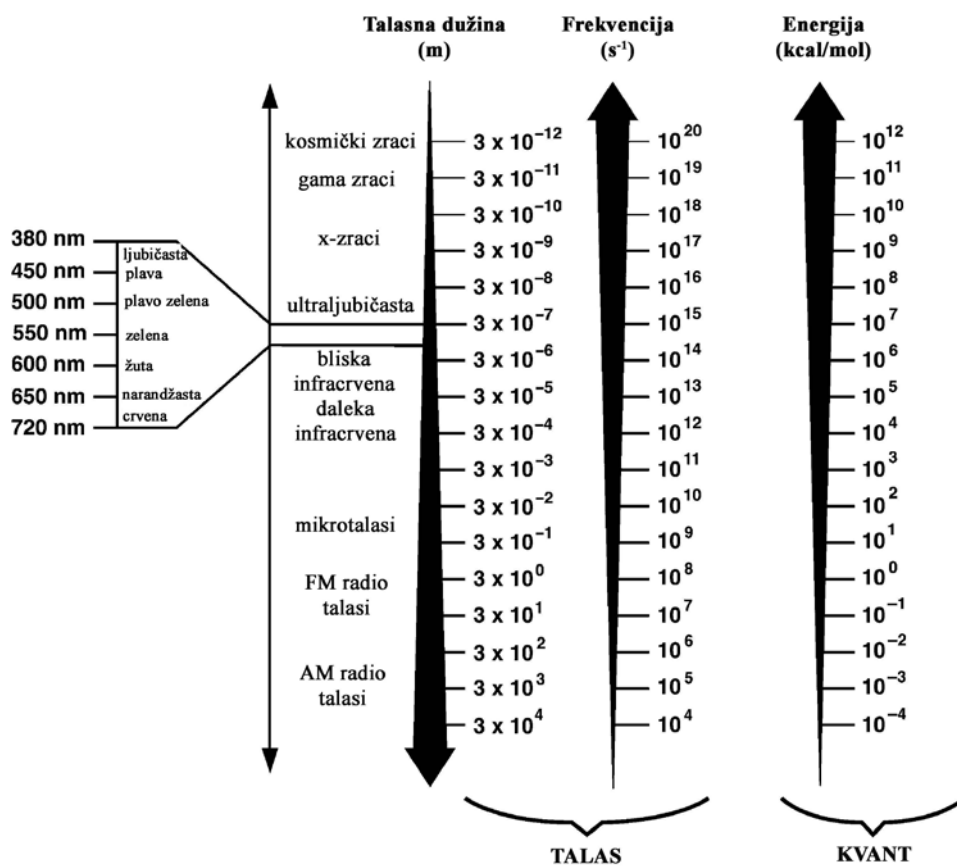 Talasna dužina
(m)
Frekvencija
(s⁻¹)
Energija
(kcal/mol)
kosmički zraci
gama zraci
x-zraci
ultraljubičasta
bliska
infracrvena
daleka
infracrvena
mikrotalasi
FM radio
talasi
AM radio
talasi
380 nm
450 nm
500 nm
550 nm
600 nm
650 nm
720 nm
ljubičasta
plava
plavo zelena
zelena
žuta
narandžasta
crvena
3 x 10⁻¹²
3 x 10⁻¹¹
3 x 10⁻¹⁰
3 x 10⁻⁹
3 x 10⁻⁸
3 x 10⁻⁷
3 x 10⁻⁶
3 x 10⁻⁵
3 x 10⁻⁴
3 x 10⁻³
3 x 10⁻²
3 x 10⁻¹
3 x 10⁰
3 x 10¹
3 x 10²
3 x 10³
3 x 10⁴
10²⁰
10¹⁹
10¹⁸
10¹⁷
10¹⁶
10¹⁵
10¹⁴
10¹³
10¹²
10¹¹
10¹⁰
10⁹
10⁸
10⁷
10⁶
10⁵
10⁴
10¹²
10¹¹
10¹⁰
10⁹
10⁸
10⁷
10⁶
10⁵
10⁴
10³
10²
10¹
10⁰
10⁻¹
10⁻²
10⁻³
10⁻⁴
TALAS
KVANT